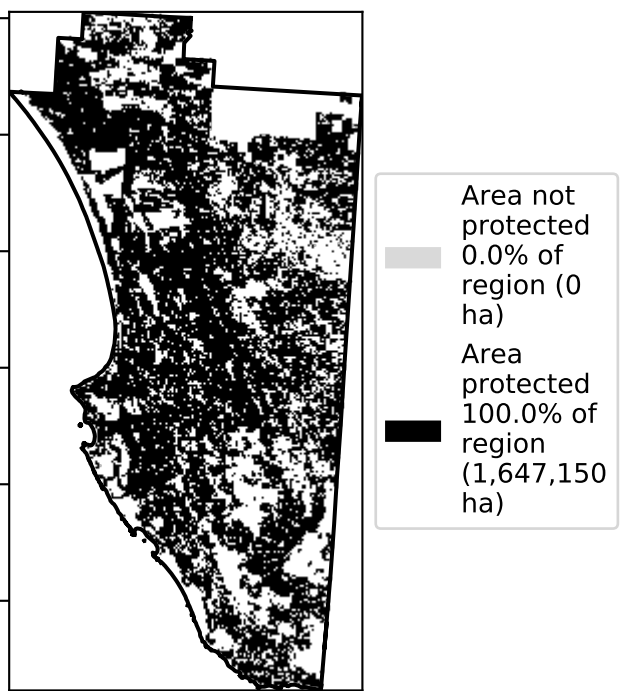 Area not
protected
0.0% of
region (0
ha)
Area
protected
100.0% of
region
(1,647,150
ha)